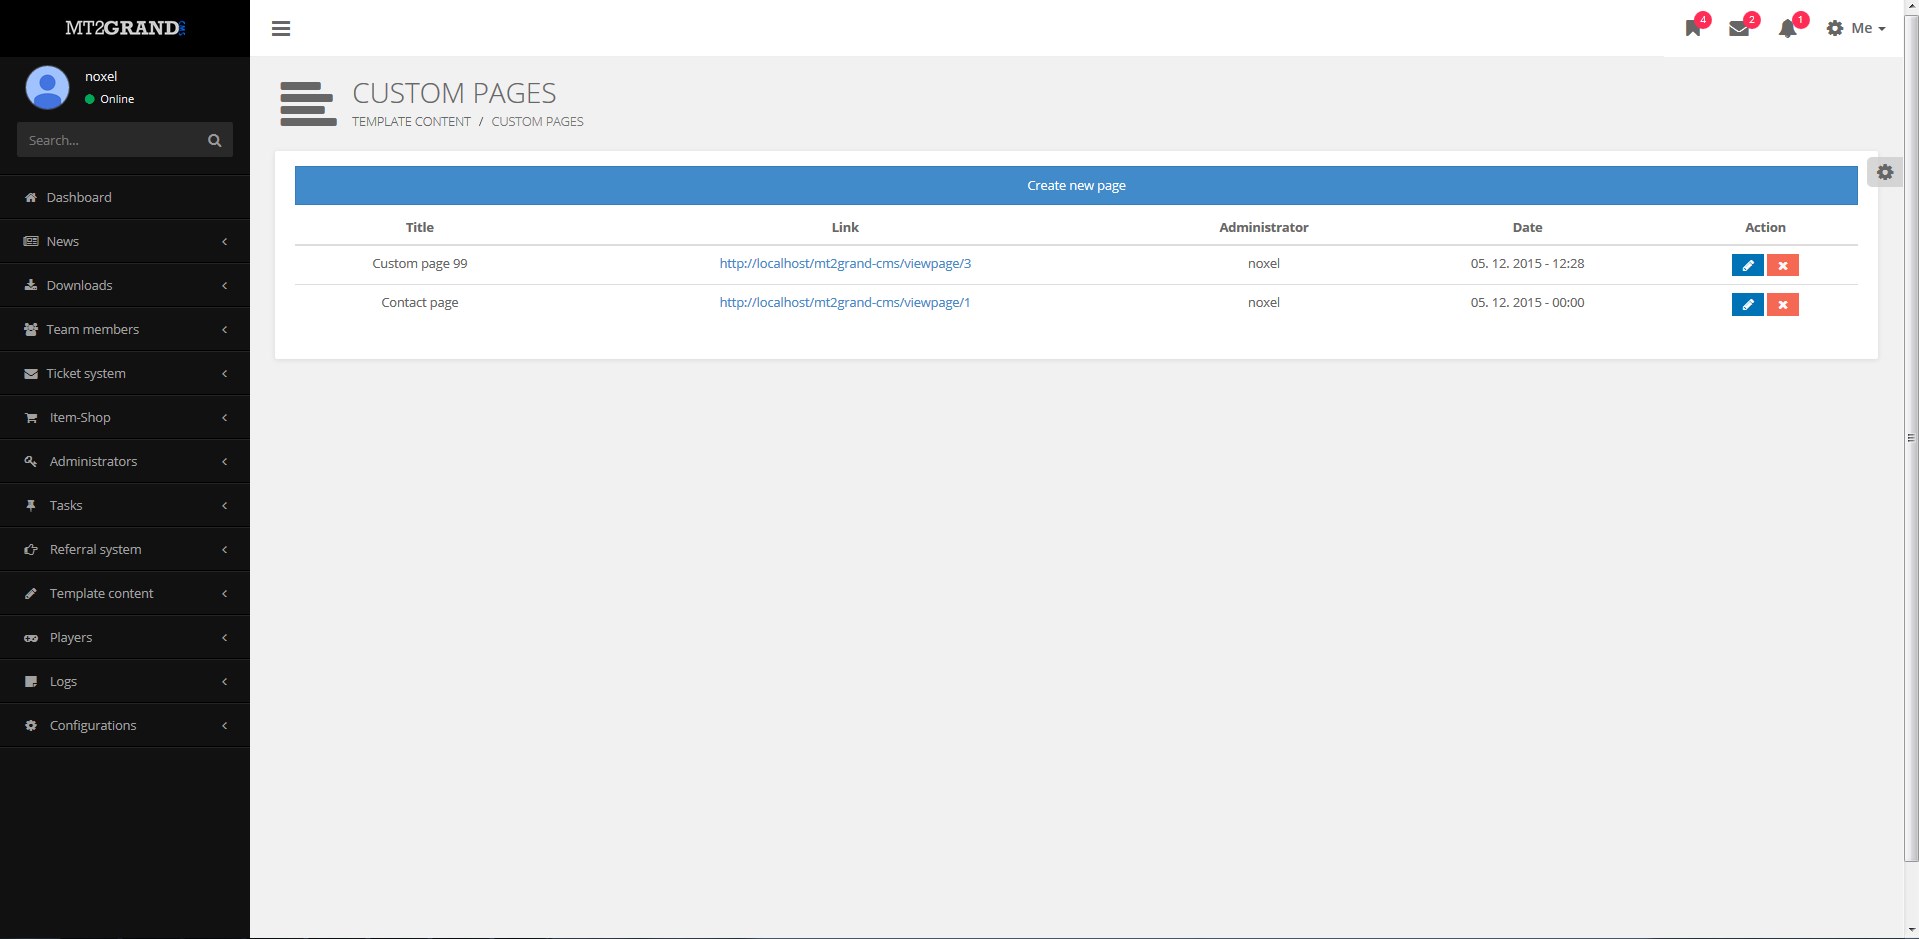 MT2GRAND
noxel
Online
Search...
Dashboard
News
Downloads
Team members
Ticket system
Item-Shop
Administrators
Tasks
Referral system
Template content
Players
Logs
Configurations
4 2 1 Me
CUSTOM PAGES
TEMPLATE CONTENT / CUSTOM PAGES
Create new page
Title Link Administrator Date Action
Custom page 99 http://localhost/mt2grand-cms/viewpage/3 noxel 05. 12. 2015 - 12:28
Contact page http://localhost/mt2grand-cms/viewpage/1 noxel 05. 12. 2015 - 00:00